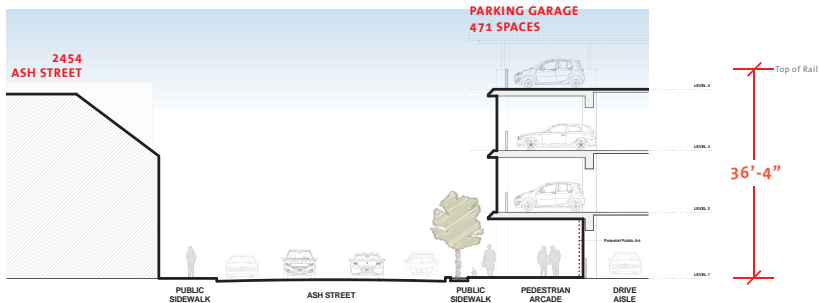 PARKING GARAGE
471 SPACES
2454
ASH STREET
Top of Rail
LEVEL 4
LEVEL 3
36'-4"
LEVEL 2
Potential Public Art
LEVEL 1
PUBLIC
SIDEWALK
ASH STREET
PUBLIC
SIDEWALK
PEDESTRIAN
ARCADE
DRIVE
AISLE